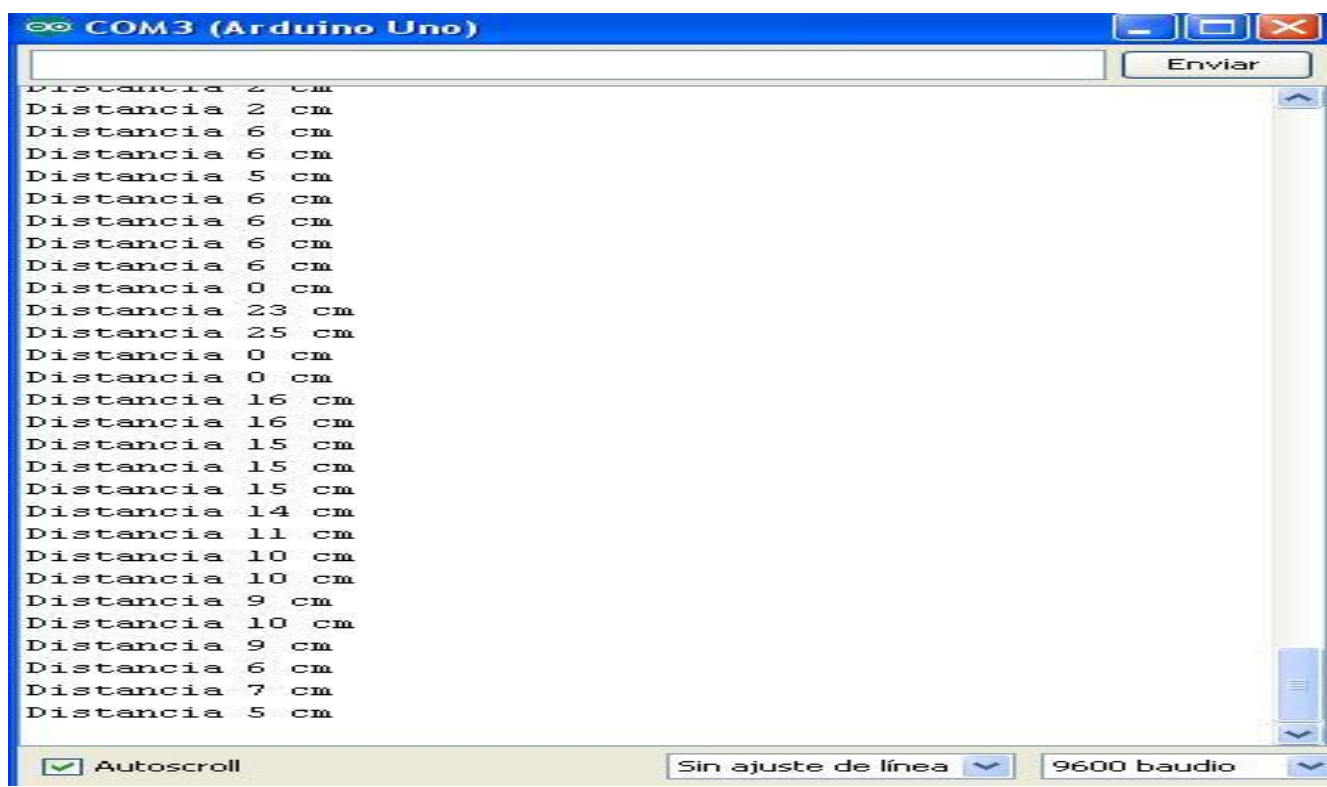 COM3 (Arduino Uno)
Enviar
Distancia 2 cm
Distancia 2 cm
Distancia 6 cm
Distancia 6 cm
Distancia 5 cm
Distancia 6 cm
Distancia 6 cm
Distancia 6 cm
Distancia 6 cm
Distancia 0 cm
Distancia 23 cm
Distancia 25 cm
Distancia 0 cm
Distancia 0 cm
Distancia 16 cm
Distancia 16 cm
Distancia 15 cm
Distancia 15 cm
Distancia 15 cm
Distancia 14 cm
Distancia 11 cm
Distancia 10 cm
Distancia 10 cm
Distancia 9 cm
Distancia 10 cm
Distancia 9 cm
Distancia 6 cm
Distancia 7 cm
Distancia 5 cm
Autoscroll
Sin ajuste de línea
9600 baudio